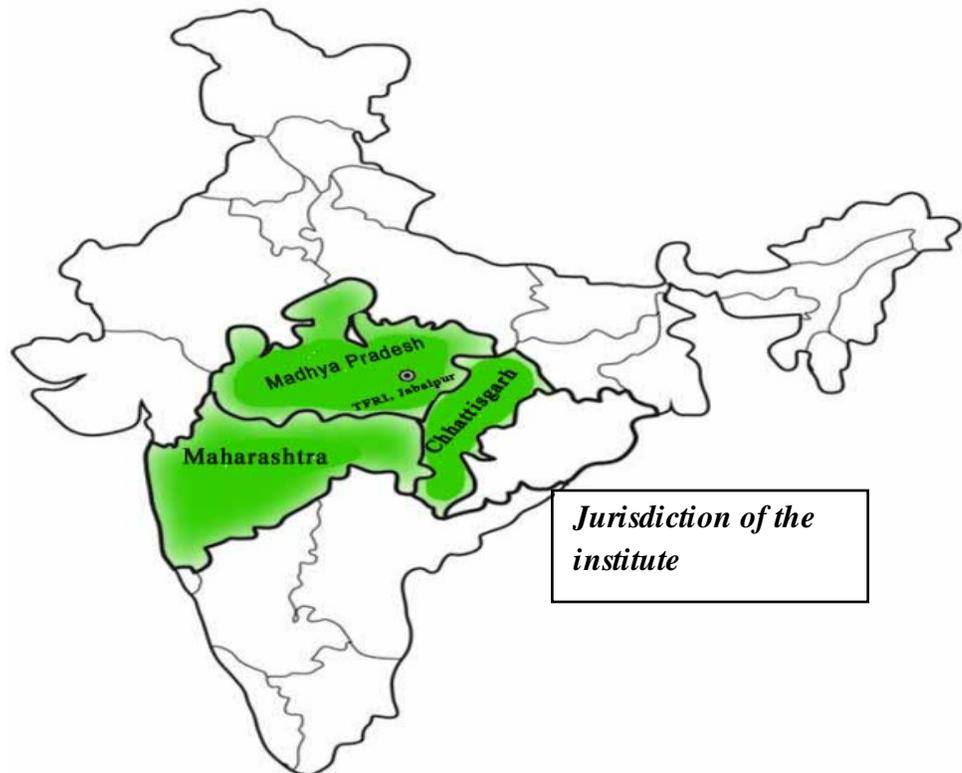 Madhya Pradesh
TFRI, Jabalpur
Chhattisgarh
Maharashtra
Jurisdiction of the
institute